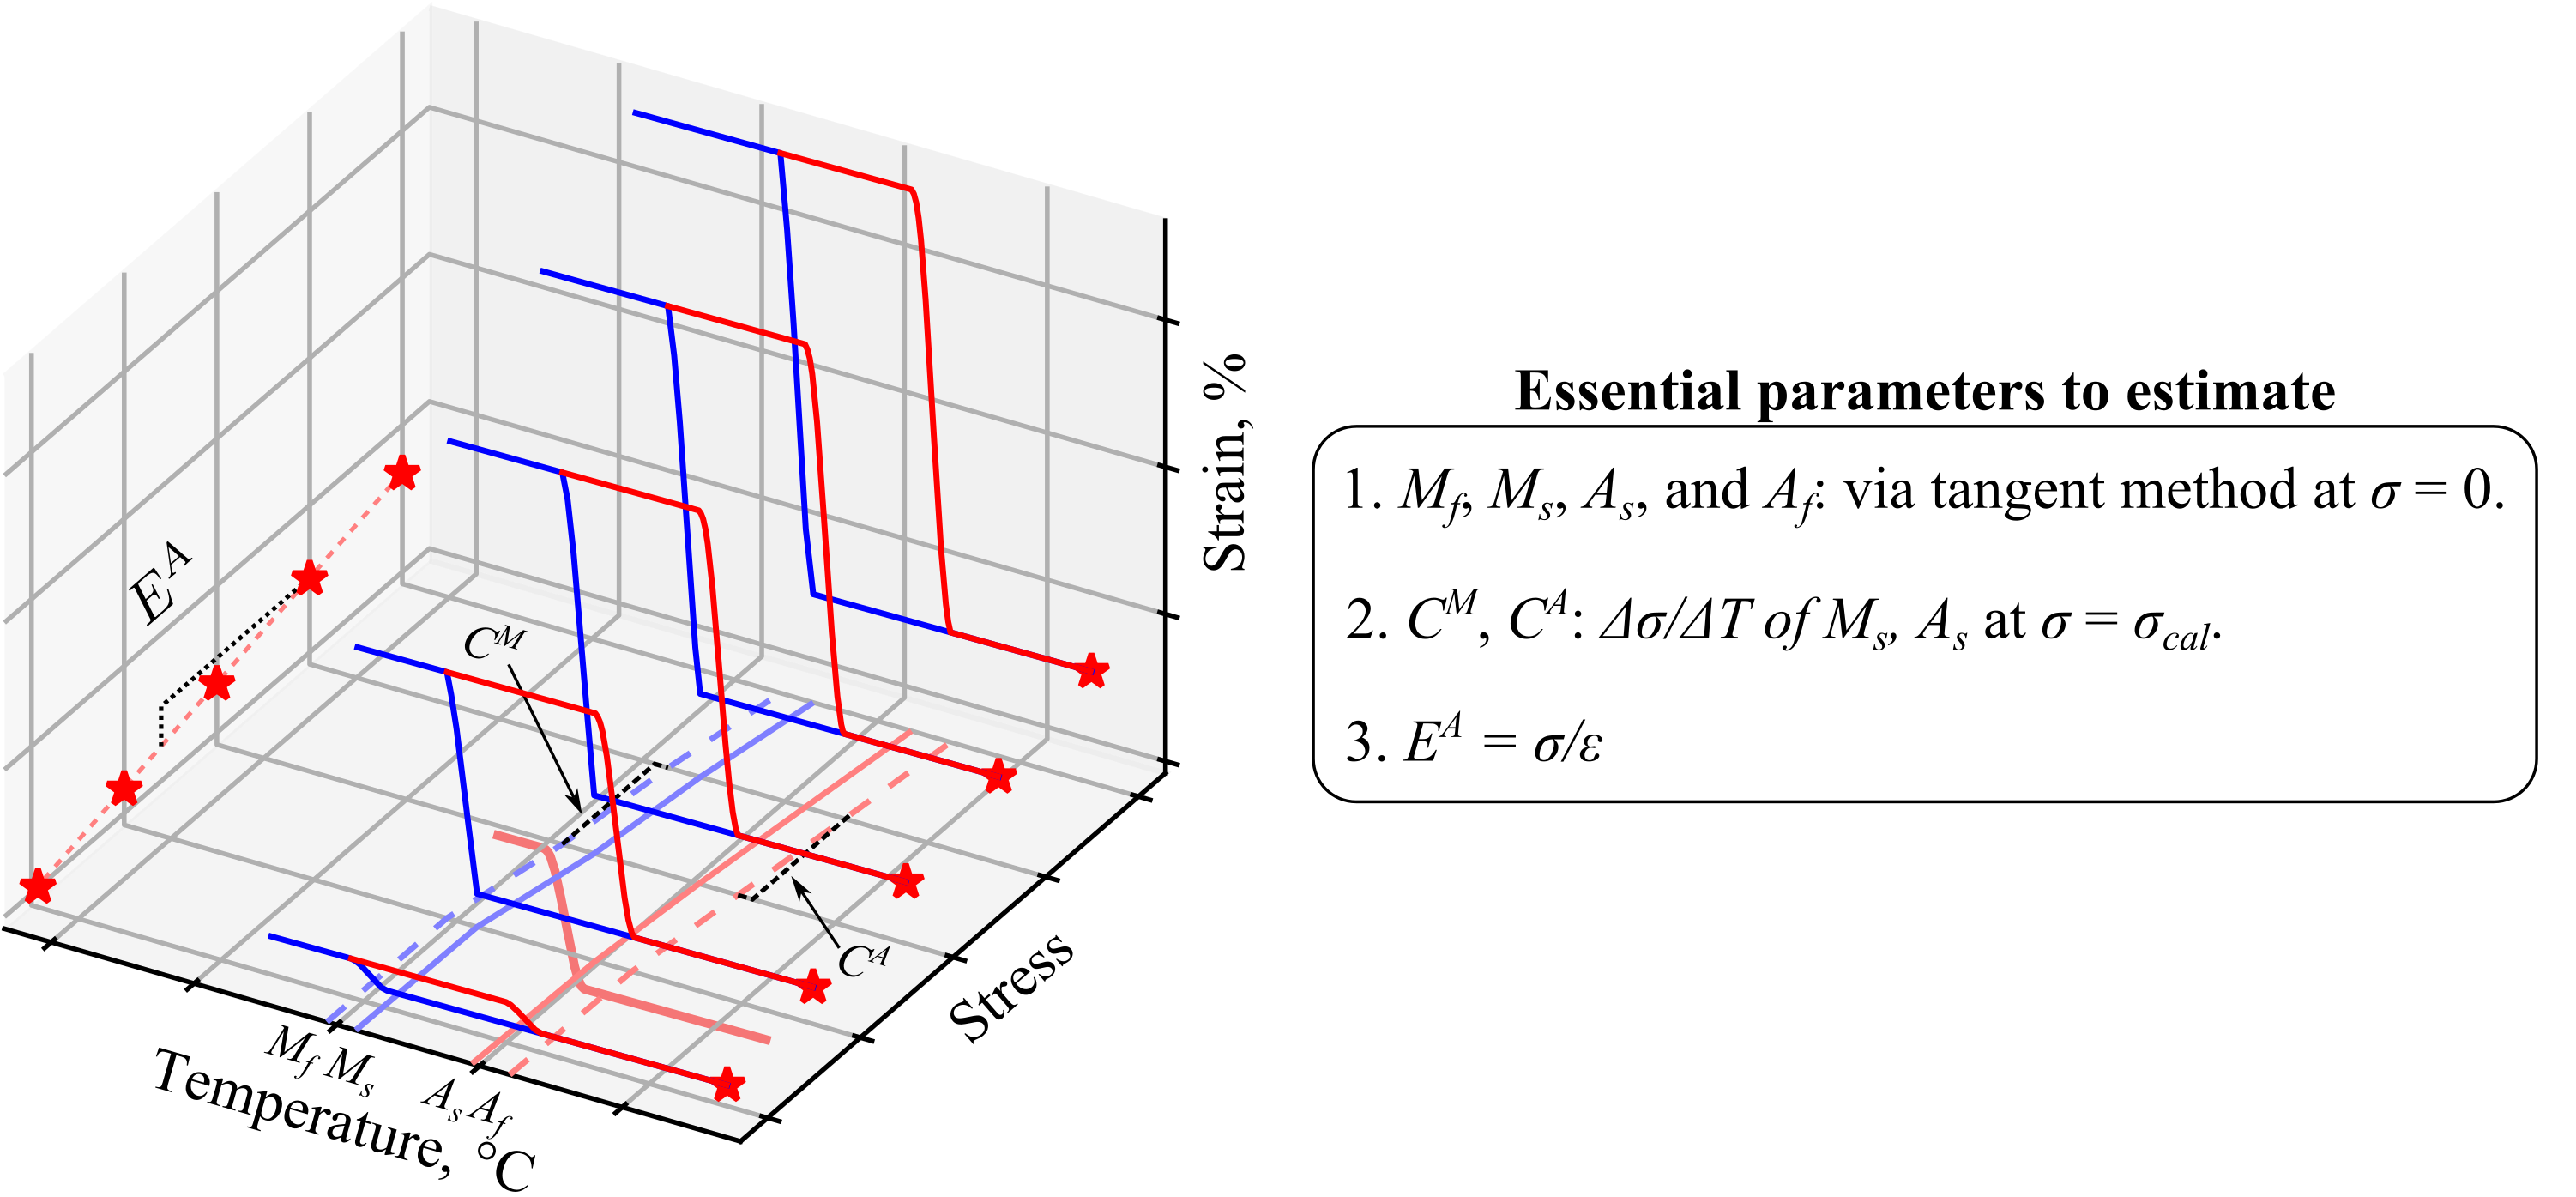 E^A
C^M
C^A
M_f M_s A_s A_f
Temperature, °C
Stress
Strain, %
Essential parameters to estimate
1. M_f, M_s, A_s, and A_f: via tangent method at σ = 0.
2. C^M, C^A: Δσ/ΔT of M_s, A_s at σ = σ_cal.
3. E^A = σ/ε